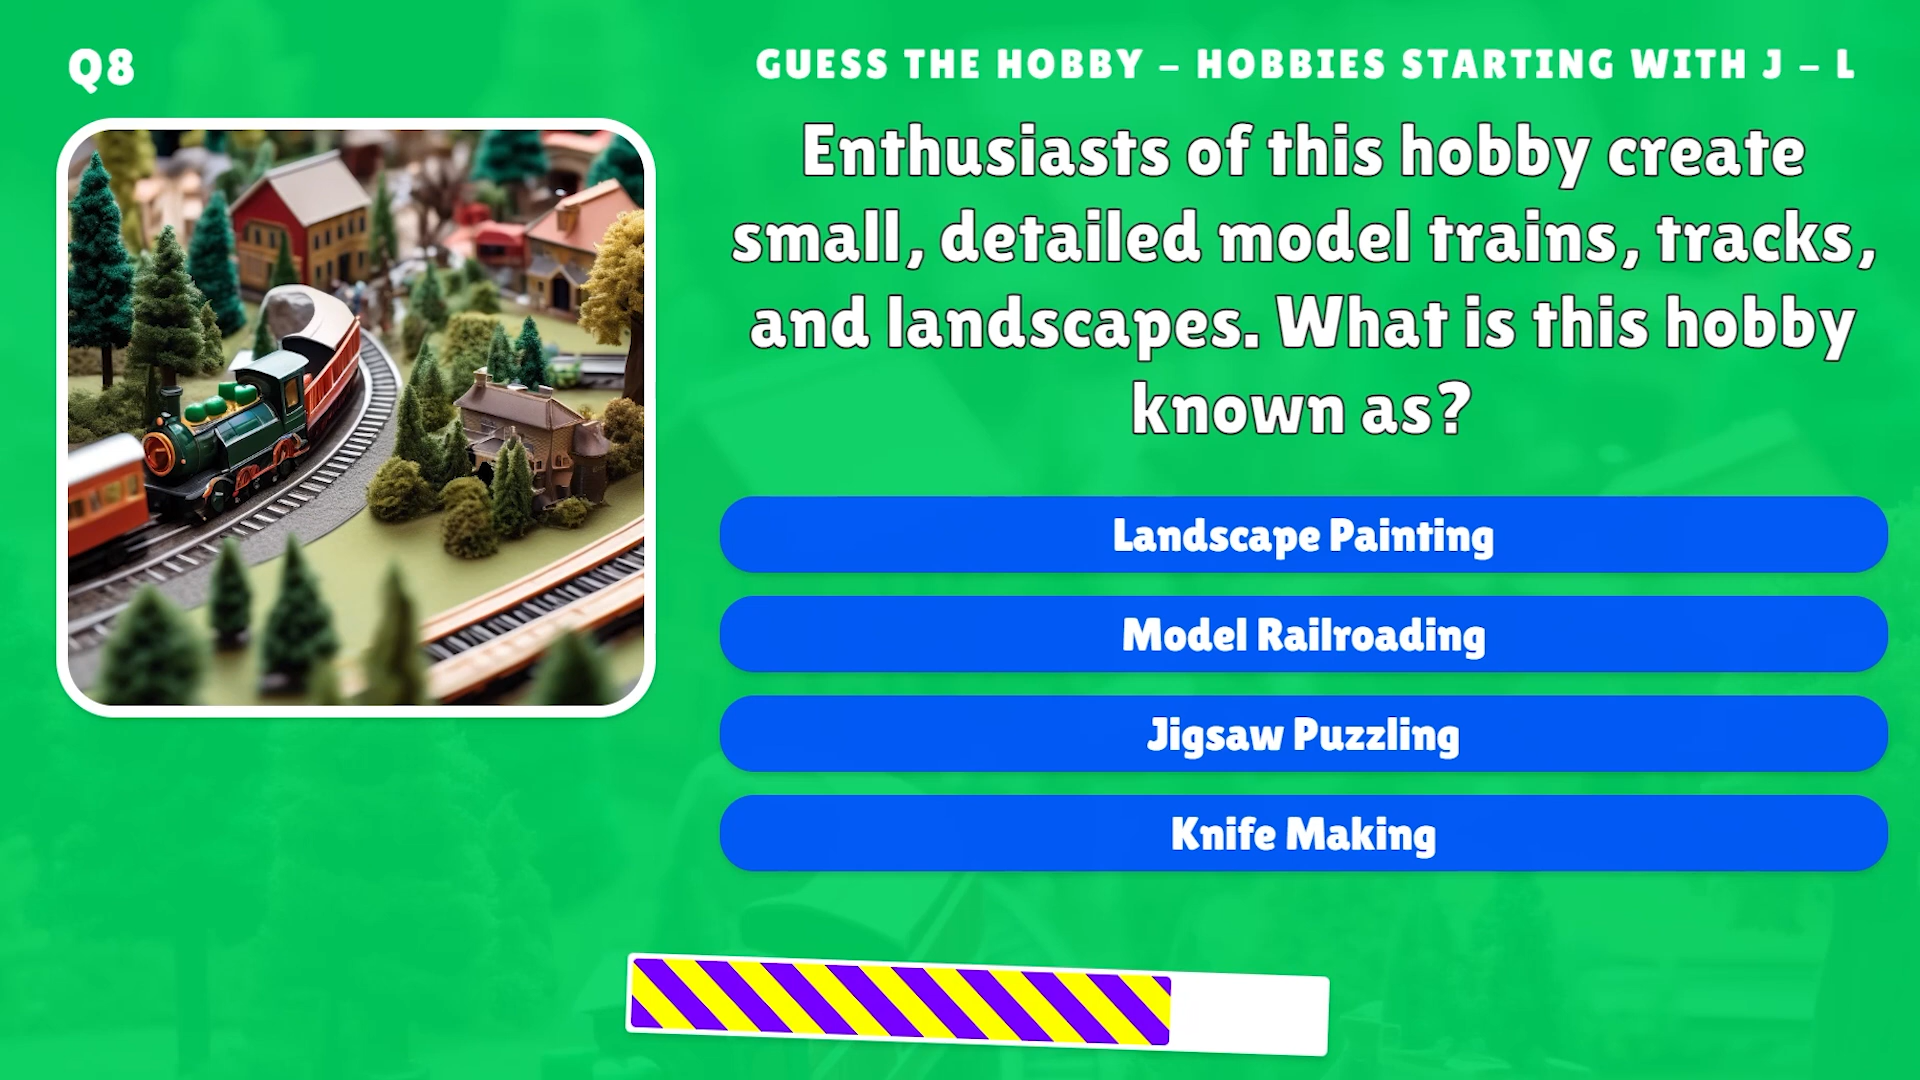 Q8
GUESS THE HOBBY – HOBBIES STARTING WITH J – L
Enthusiasts of this hobby create
small, detailed model trains, tracks,
and landscapes. What is this hobby
known as?
Landscape Painting
Model Railroading
Jigsaw Puzzling
Knife Making